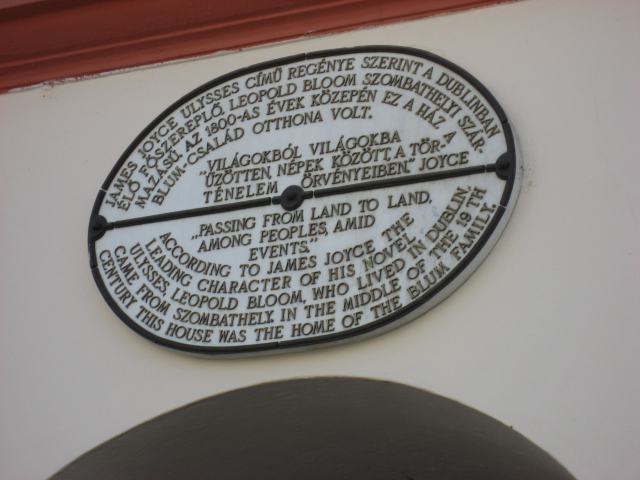 JAMES JOYCE ULYSSES CÍMŰ REGÉNYE SZERINT A DUBLINBAN
ÉLŐ FŐSZEREPLŐ, LEOPOLD BLOOM SZOMBATHELYI SZÁR-
MAZÁSÚ. AZ 1800-AS ÉVEK KÖZEPÉN EZ A HÁZ A
BLUM-CSALÁD OTTHONA VOLT.
„VILÁGOKBÓL VILÁGOKBA
ŰZÖTTEN, NÉPEK KÖZÖTT, A TÖR-
TÉNELEM ÖRVÉNYEIBEN." JOYCE
„PASSING FROM LAND TO LAND,
AMONG PEOPLES, AMID
EVENTS."
ACCORDING TO JAMES JOYCE THE
LEADING CHARACTER OF HIS NOVEL
ULYSSES, LEOPOLD BLOOM, WHO LIVED IN DUBLIN,
CAME FROM SZOMBATHELY. IN THE MIDDLE OF THE 19TH
CENTURY THIS HOUSE WAS THE HOME OF THE BLUM FAMILY.